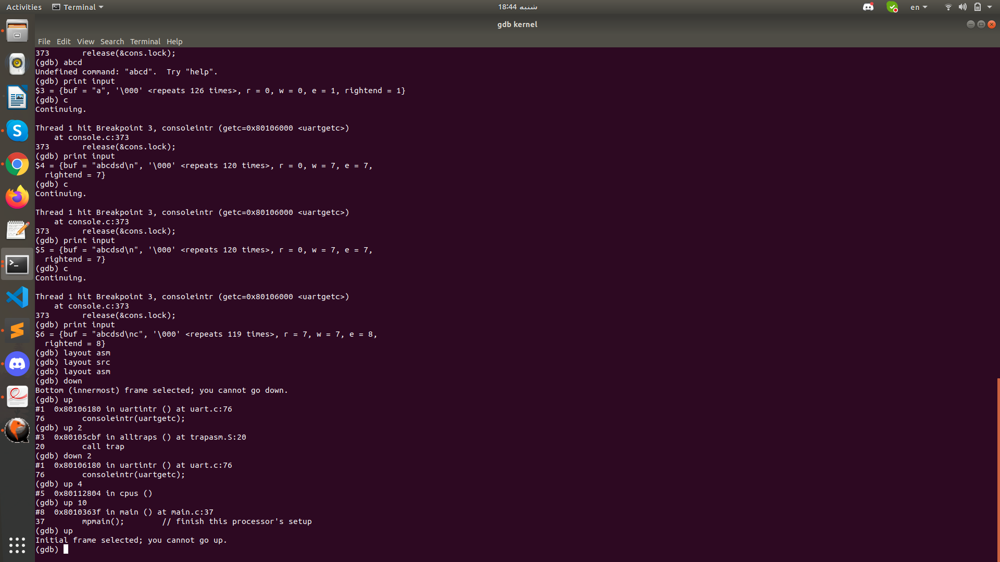 Activities Terminal شنبه 18:44 en
gdb kernel
File Edit View Search Terminal Help
373       release(&cons.lock);
(gdb) abcd
Undefined command: "abcd".  Try "help".
(gdb) print input
$3 = {buf = "a", '\000' <repeats 126 times>, r = 0, w = 0, e = 1, rightend = 1}
(gdb) c
Continuing.
Thread 1 hit Breakpoint 3, consoleintr (getc=0x80106000 <uartgetc>)
    at console.c:373
373       release(&cons.lock);
(gdb) print input
$4 = {buf = "abcdsd\n", '\000' <repeats 120 times>, r = 0, w = 7, e = 7,
  rightend = 7}
(gdb) c
Continuing.
Thread 1 hit Breakpoint 3, consoleintr (getc=0x80106000 <uartgetc>)
    at console.c:373
373       release(&cons.lock);
(gdb) print input
$5 = {buf = "abcdsd\n", '\000' <repeats 120 times>, r = 0, w = 7, e = 7,
  rightend = 7}
(gdb) c
Continuing.
Thread 1 hit Breakpoint 3, consoleintr (getc=0x80106000 <uartgetc>)
    at console.c:373
373       release(&cons.lock);
(gdb) print input
$6 = {buf = "abcdsd\nc", '\000' <repeats 119 times>, r = 7, w = 7, e = 8,
  rightend = 8}
(gdb) layout asm
(gdb) layout src
(gdb) layout asm
(gdb) down
Bottom (innermost) frame selected; you cannot go down.
(gdb) up
#1  0x80106180 in uartintr () at uart.c:76
76        consoleintr(uartgetc);
(gdb) up 2
#3  0x80105cbf in alltraps () at trapasm.S:20
20        call trap
(gdb) down 2
#1  0x80106180 in uartintr () at uart.c:76
76        consoleintr(uartgetc);
(gdb) up 4
#5  0x80112804 in cpus ()
(gdb) up 10
#8  0x8010363f in main () at main.c:37
37        mpmain();        // finish this processor's setup
(gdb) up
Initial frame selected; you cannot go up.
(gdb)